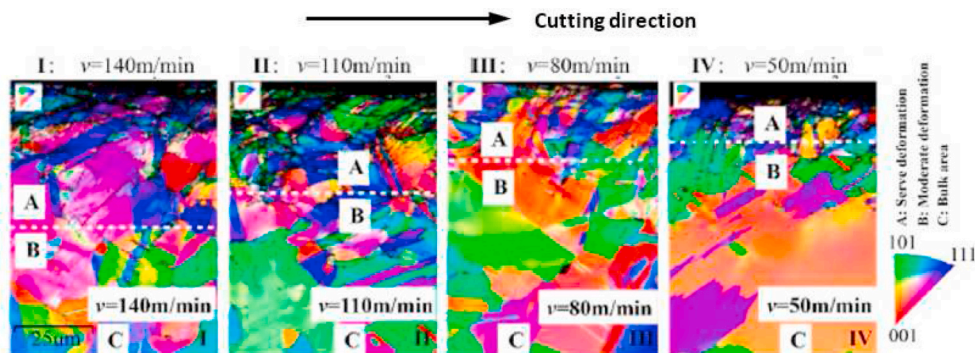 Cutting direction
I: v=140m/min
II: v=110m/min
III: v=80m/min
IV: v=50m/min
A
B
v=140m/min
25um
C
I
A
B
v=110m/min
C
II
A
B
v=80m/min
C
III
A
B
v=50m/min
C
IV
A: Serve deformation
B: Moderate deformation
C: Bulk area
101
111
001